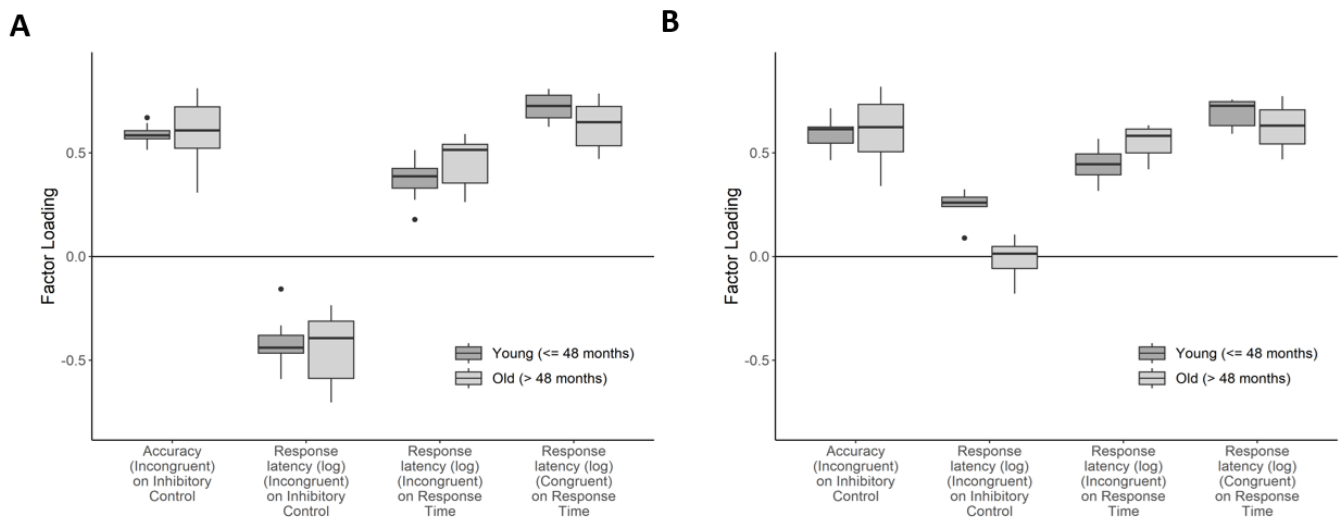 A
Factor Loading
0.5
0.0
-0.5
Young (<= 48 months)
Old (> 48 months)
Accuracy
(Incongruent)
on Inhibitory
Control
Response
latency (log)
(Incongruent)
on Inhibitory
Control
Response
latency (log)
(Incongruent)
on Response
Time
Response
latency (log)
(Congruent)
on Response
Time
B
Factor Loading
0.5
0.0
-0.5
Young (<= 48 months)
Old (> 48 months)
Accuracy
(Incongruent)
on Inhibitory
Control
Response
latency (log)
(Incongruent)
on Inhibitory
Control
Response
latency (log)
(Incongruent)
on Response
Time
Response
latency (log)
(Congruent)
on Response
Time